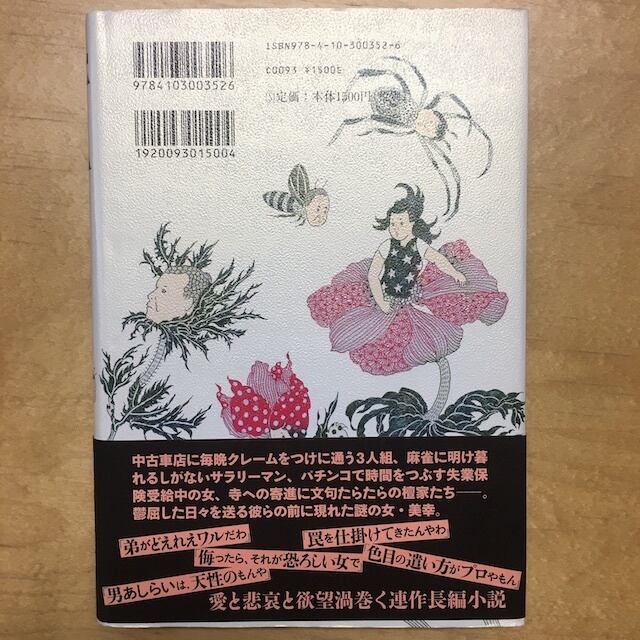 ISBN978-4-10-300352-6
C0093 ¥1500E
9784103003526
定価:本体1500円
1920093015004
中古車店に毎晩クレームをつけに通う3人組、麻雀に明け暮
れるしがないサラリーマン、パチンコで時間をつぶす失業保
険受給中の女、寺への寄進に文句たらたらの檀家たち――。
鬱屈した日々を送る彼らの前に現れた謎の女・美幸。
弟がどえれえワルだわ
罠を仕掛けてきたんやわ
侮ったら、それが恐ろしい女で
色目の遣い方がプロやもん
男あしらいは、天性のもんや
愛と悲哀と欲望渦巻く連作長編小説